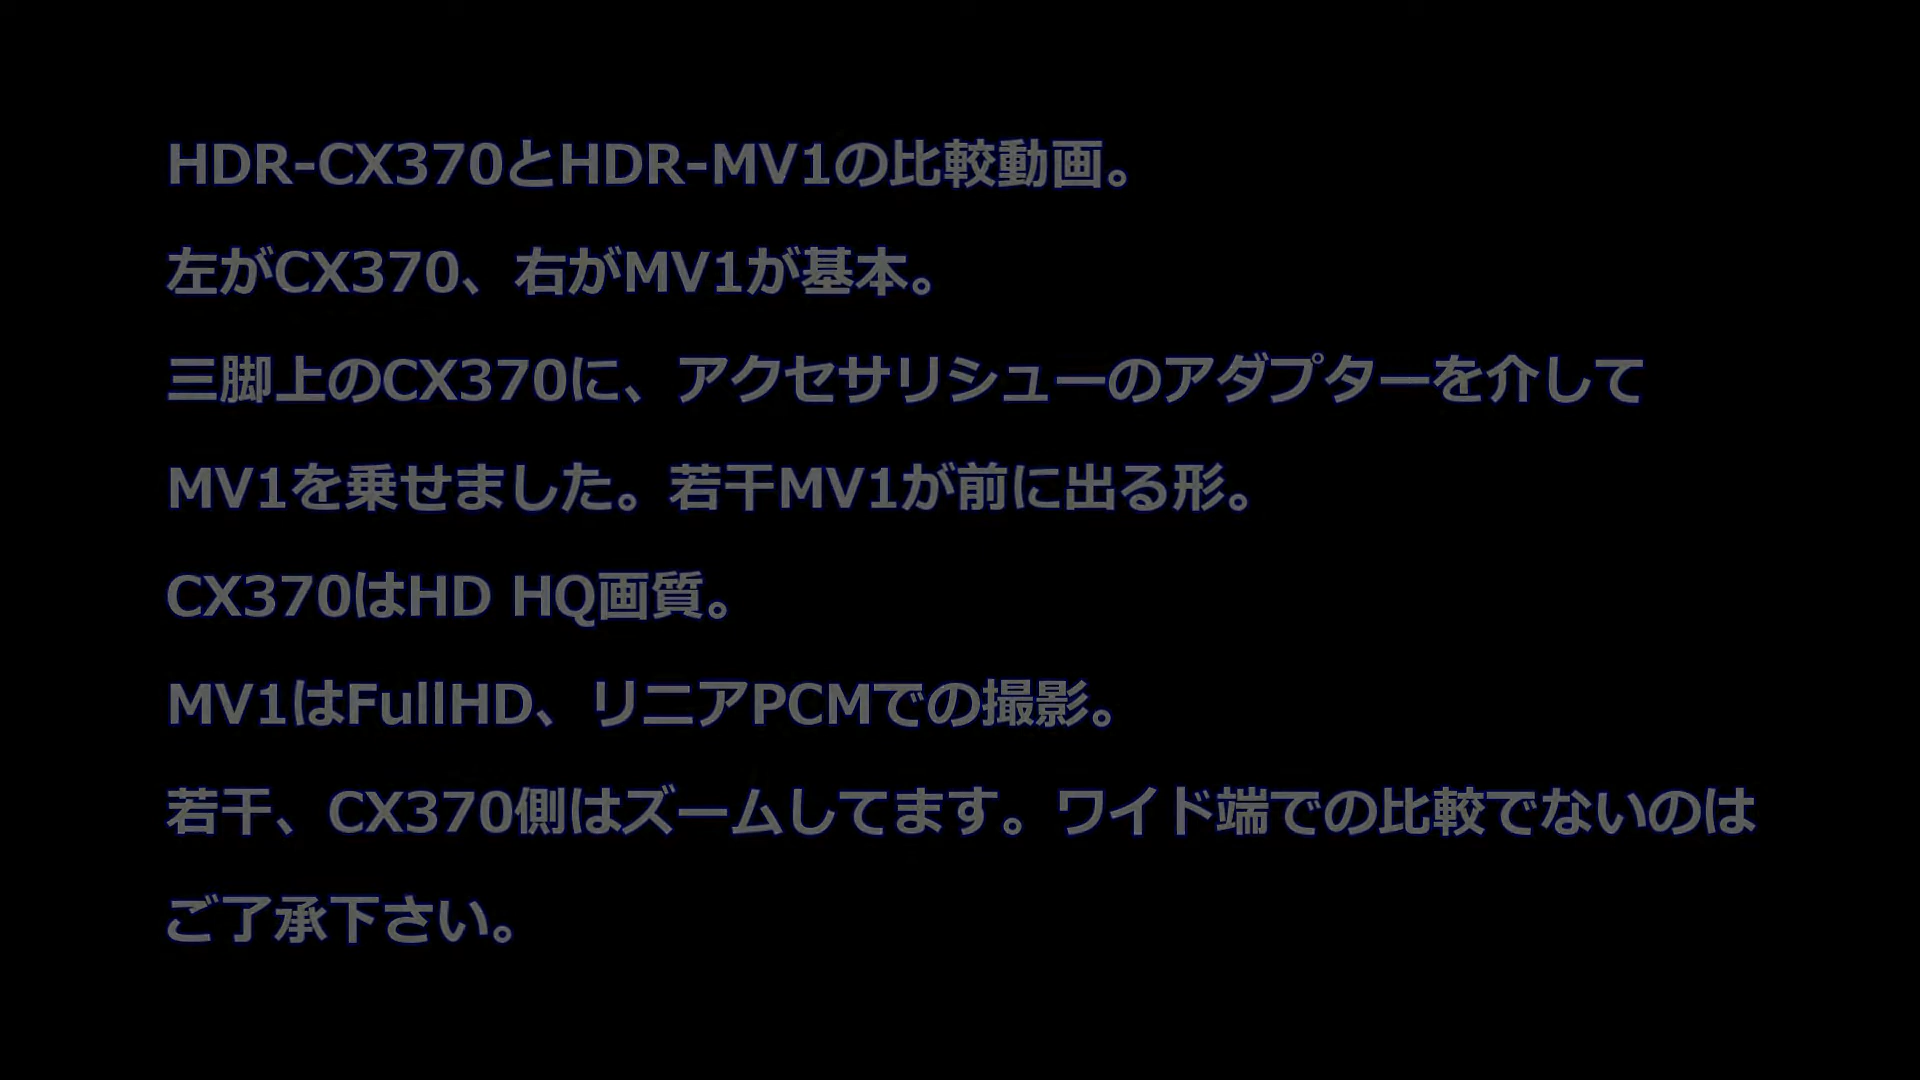 HDR-CX370とHDR-MV1の比較動画。
左がCX370、右がMV1が基本。
三脚上のCX370に、アクセサリシューのアダプターを介して
MV1を乗せました。若干MV1が前に出る形。
CX370はHD HQ画質。
MV1はFullHD、リニアPCMでの撮影。
若干、CX370側はズームしてます。ワイド端での比較でないのは
ご了承下さい。